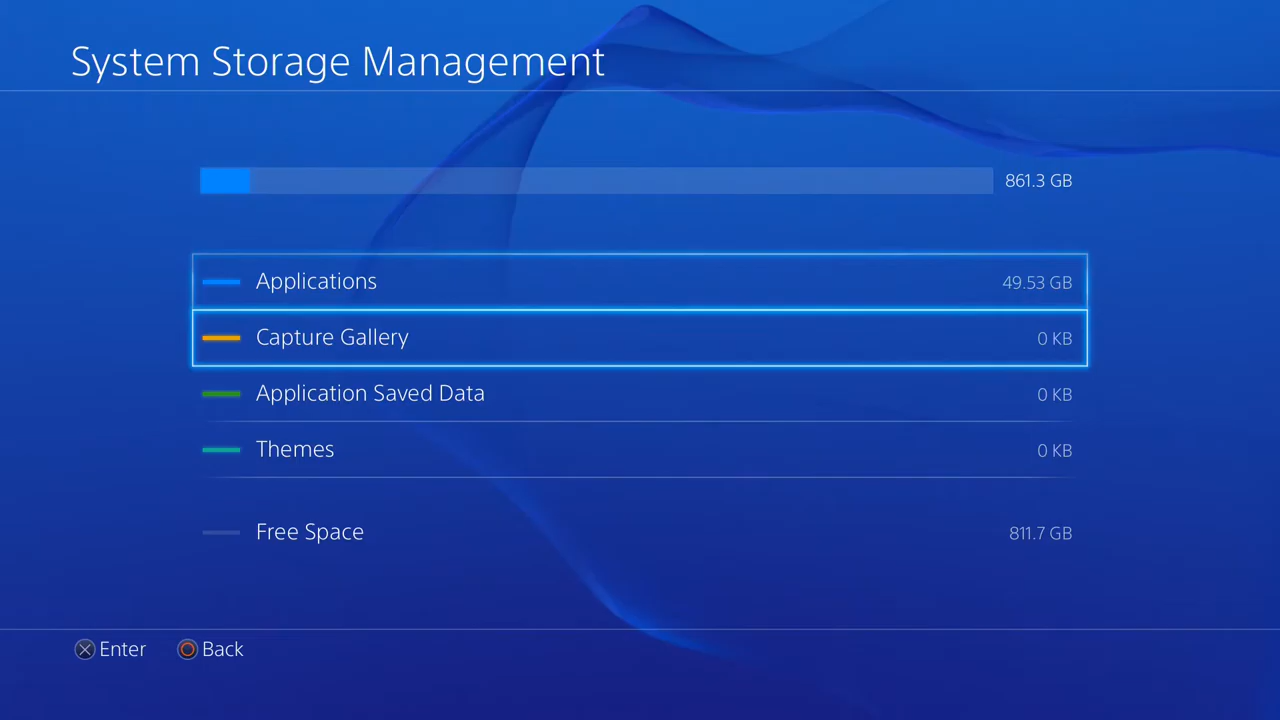 System Storage Management
861.3 GB
Applications 49.53 GB
Capture Gallery 0 KB
Application Saved Data 0 KB
Themes 0 KB
Free Space 811.7 GB
Enter Back